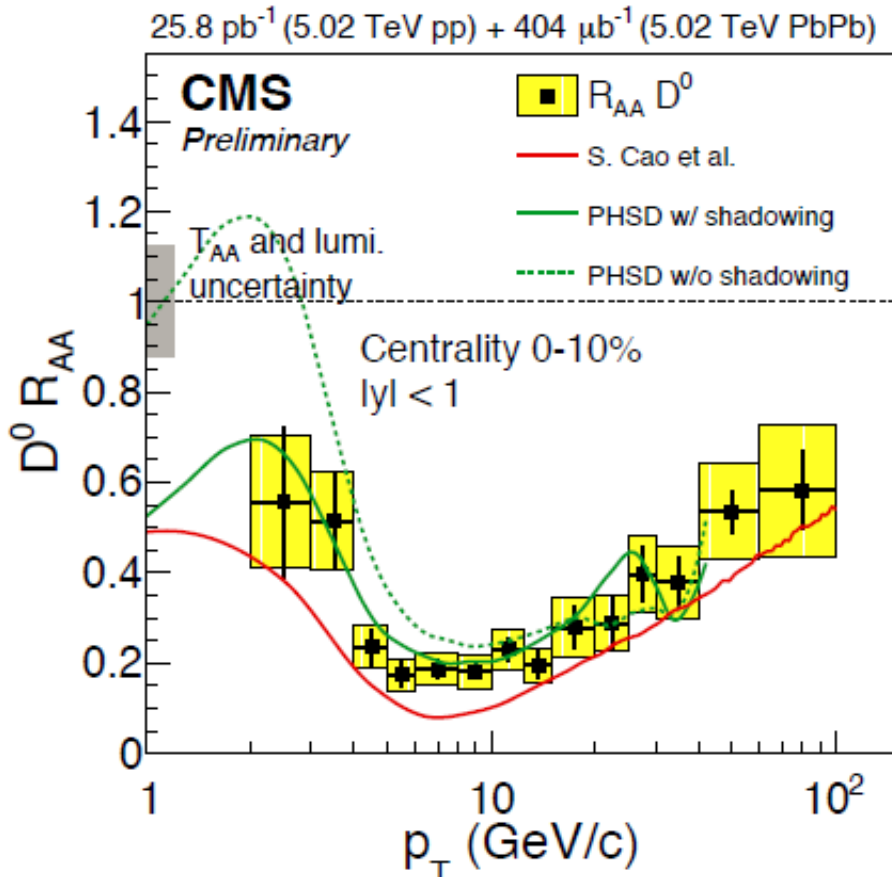 25.8 pb⁻¹ (5.02 TeV pp) + 404 μb⁻¹ (5.02 TeV PbPb)
CMS
Preliminary
R_AA D⁰
S. Cao et al.
PHSD w/ shadowing
PHSD w/o shadowing
T_AA and lumi.
uncertainty
Centrality 0-10%
|y| < 1
D⁰ R_AA
1.4
1.2
1
0.8
0.6
0.4
0.2
0
1
10
10²
p_T (GeV/c)